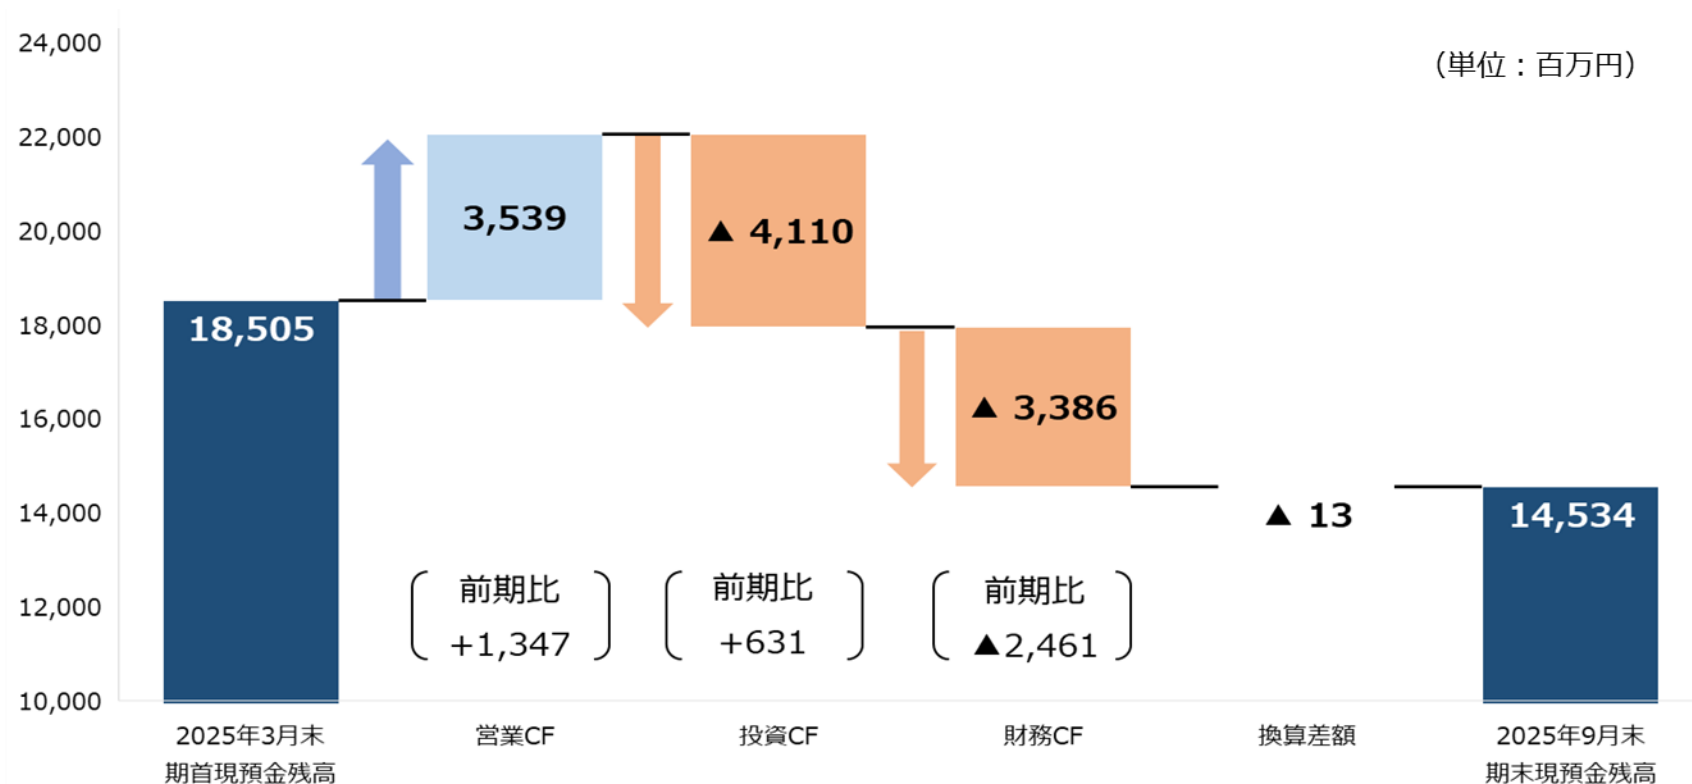 24,000
(単位：百万円)
22,000
3,539
20,000
▲ 4,110
18,505
18,000
▲ 3,386
16,000
14,000
▲ 13
14,534
前期比
+1,347
前期比
+631
前期比
▲2,461
12,000
10,000
2025年3月末
期首現預金残高
営業CF
投資CF
財務CF
換算差額
2025年9月末
期末現預金残高